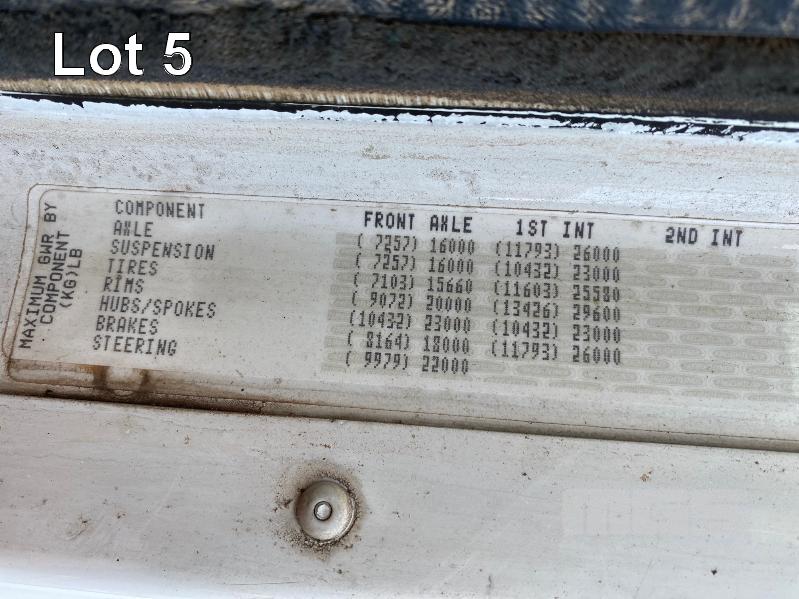 Lot 5
MAXIMUM GWR BY
COMPONENT
(KG)LB
COMPONENT FRONT AXLE 1ST INT 2ND INT
AXLE ( 7257) 16000 (11793) 26000
SUSPENSION ( 7257) 16000 (10432) 23000
TIRES ( 7103) 15660 (11603) 25580
RIMS ( 9072) 20000 (13426) 29600
HUBS/SPOKES (10432) 23000 (10432) 23000
BRAKES ( 8164) 18000 (11793) 26000
STEERING ( 9979) 22000